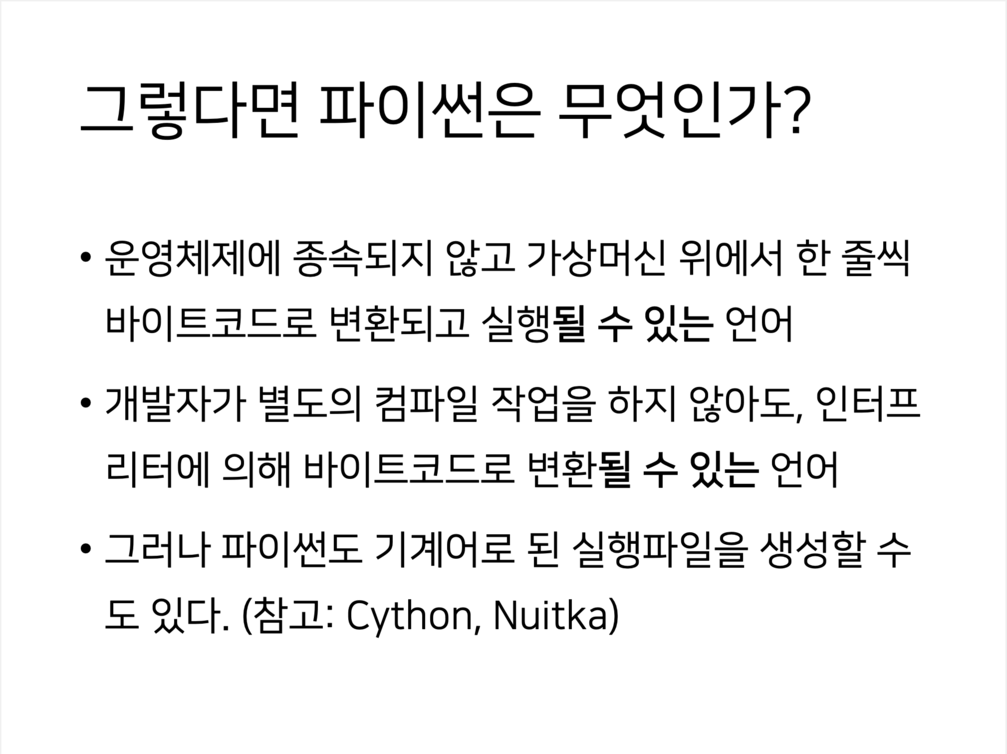 그렇다면 파이썬은 무엇인가?
• 운영체제에 종속되지 않고 가상머신 위에서 한 줄씩
바이트코드로 변환되고 실행될 수 있는 언어
• 개발자가 별도의 컴파일 작업을 하지 않아도, 인터프
리터에 의해 바이트코드로 변환될 수 있는 언어
• 그러나 파이썬도 기계어로 된 실행파일을 생성할 수
도 있다. (참고: Cython, Nuitka)